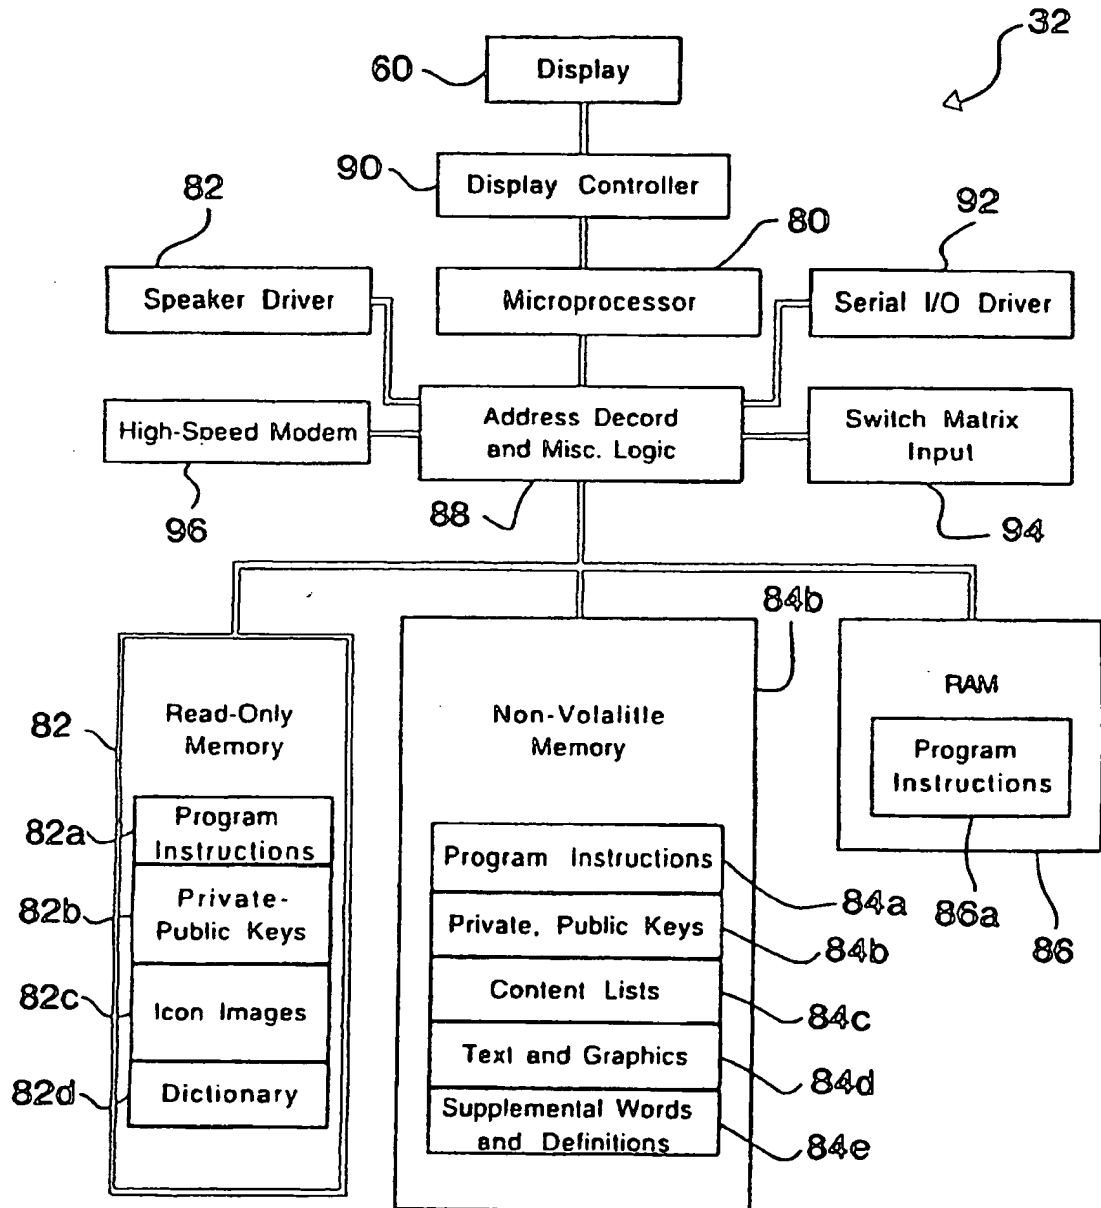 32
60
Display
90
Display Controller
82
80
92
Speaker Driver
Microprocessor
Serial I/O Driver
High-Speed Modem
Address Decord
and Misc. Logic
Switch Matrix
Input
96
88
94
84b
82
Read-Only
Memory
Non-Volalitle
Memory
RAM
Program
Instructions
82a
Program
Instructions
82b
Private-
Public Keys
82c
Icon Images
82d
Dictionary
Program Instructions
84a
Private, Public Keys
84b
Content Lists
84c
Text and Graphics
84d
Supplemental Words
and Definitions
84e
86a
86